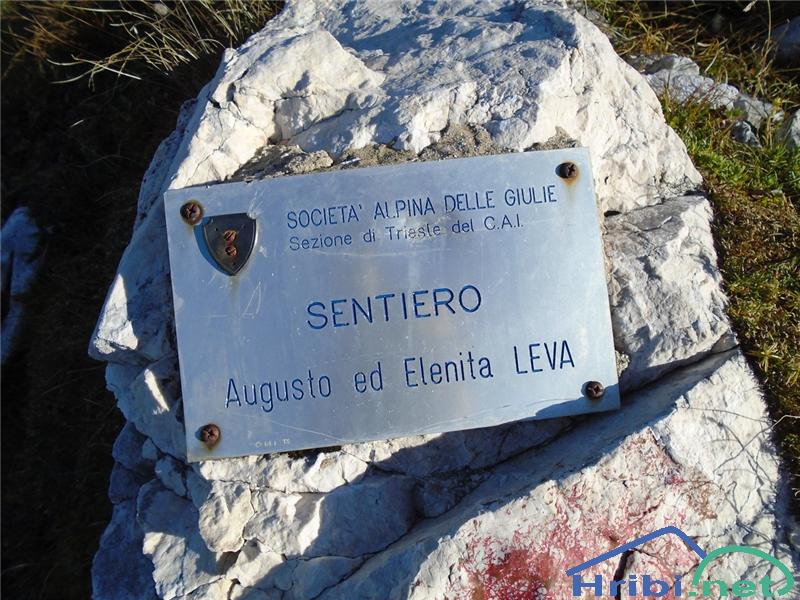 SOCIETA' ALPINA DELLE GIULIE
Sezione di Trieste del C.A.I.
SENTIERO
Augusto ed Elenita LEVA
Hribi.net